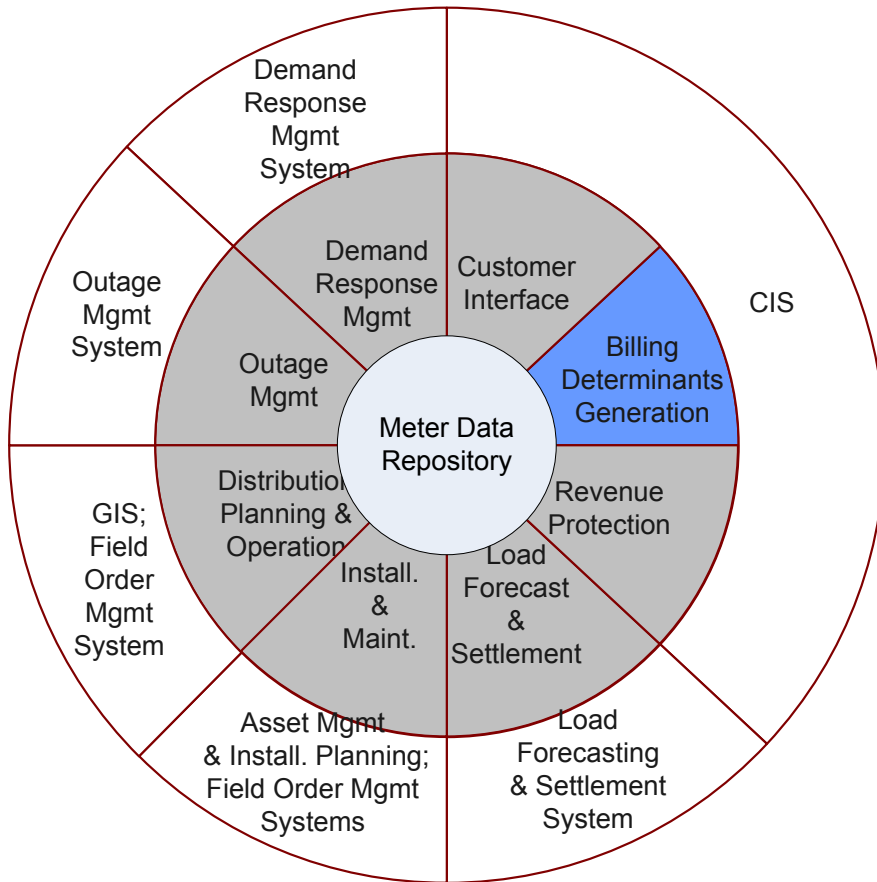 Demand
Response
Mgmt
System
Outage
Mgmt
System
CIS
Demand
Response
Mgmt
Customer
Interface
Billing
Determinants
Generation
Outage
Mgmt
Meter Data
Repository
Distribution
Planning &
Operation
Revenue
Protection
Install.
&
Maint.
Load
Forecast
&
Settlement
GIS;
Field
Order
Mgmt
System
Asset Mgmt
& Install. Planning;
Field Order Mgmt
Systems
Load
Forecasting
& Settlement
System